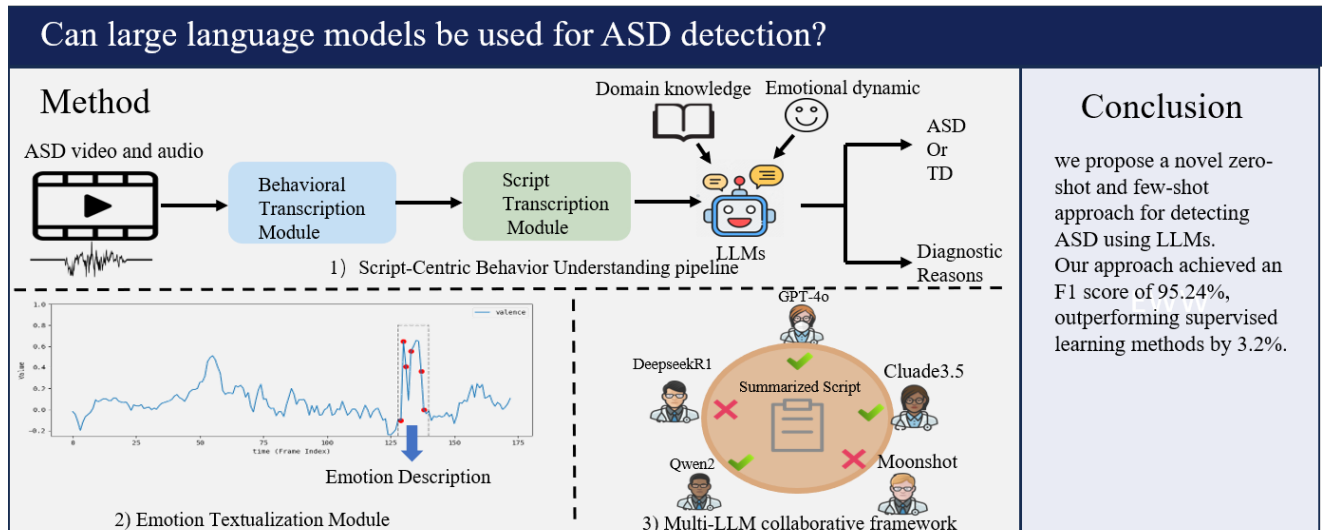 Can large language models be used for ASD detection?
Method
Domain knowledge
Emotional dynamic
ASD video and audio
Behavioral
Transcription
Module
Script
Transcription
Module
LLMs
ASD
Or
TD
Diagnostic
Reasons
1) Script-Centric Behavior Understanding pipeline
1.0
0.8
0.6
0.4
0.2
0.0
-0.2
Value
valence
0
25
50
75
100
125
150
175
time (Frame Index)
Emotion Description
2) Emotion Textualization Module
GPT-4o
DeepseekR1
Cluade3.5
Summarized Script
Qwen2
Moonshot
3) Multi-LLM collaborative framework
Conclusion
we propose a novel zero-
shot and few-shot
approach for detecting
ASD using LLMs.
Our approach achieved an
F1 score of 95.24%,
outperforming supervised
learning methods by 3.2%.